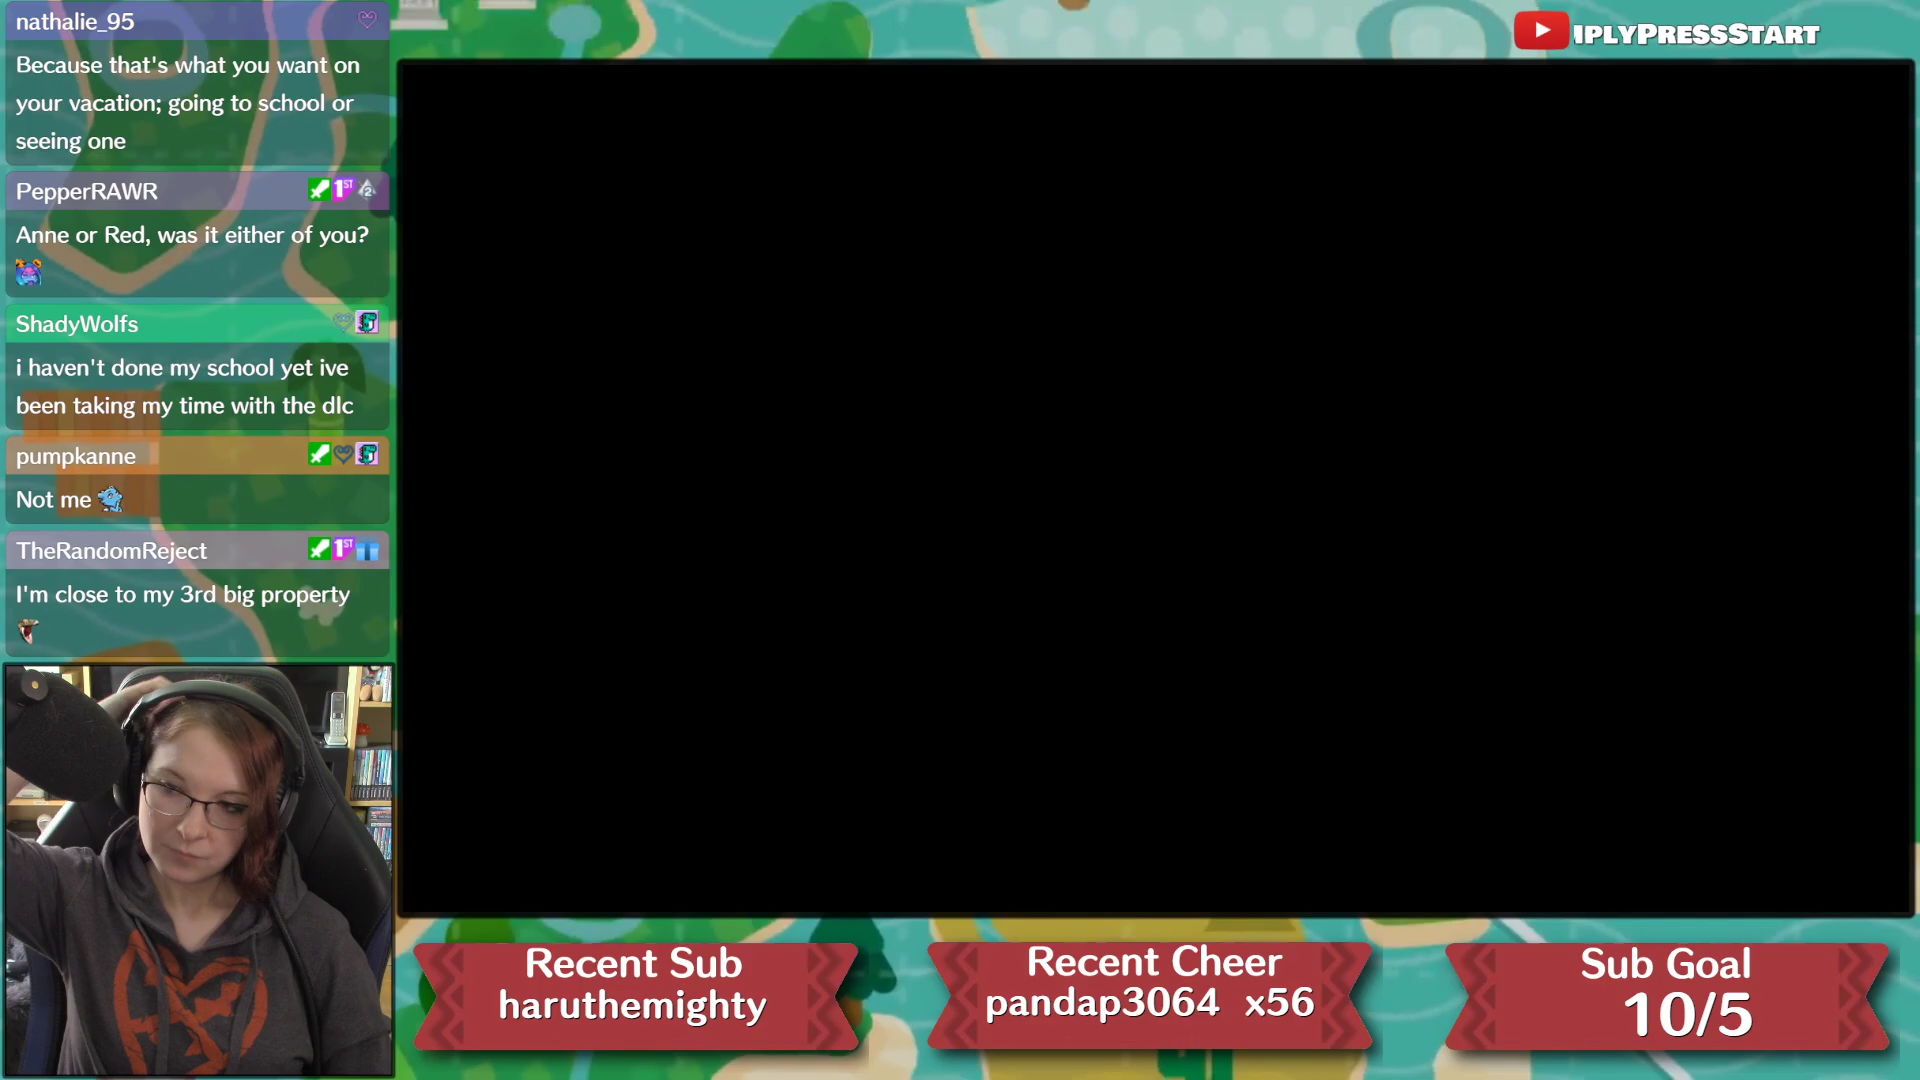 nathalie_95
Because that's what you want on
your vacation; going to school or
seeing one
PepperRAWR
1ST
2
Anne or Red, was it either of you?
ShadyWolfs
i haven't done my school yet ive
been taking my time with the dlc
pumpkanne
Not me
TheRandomReject
1ST
I'm close to my 3rd big property
IPLYPRESSSTART
Recent Sub
haruthemighty
Recent Cheer
pandap3064 x56
Sub Goal
10/5